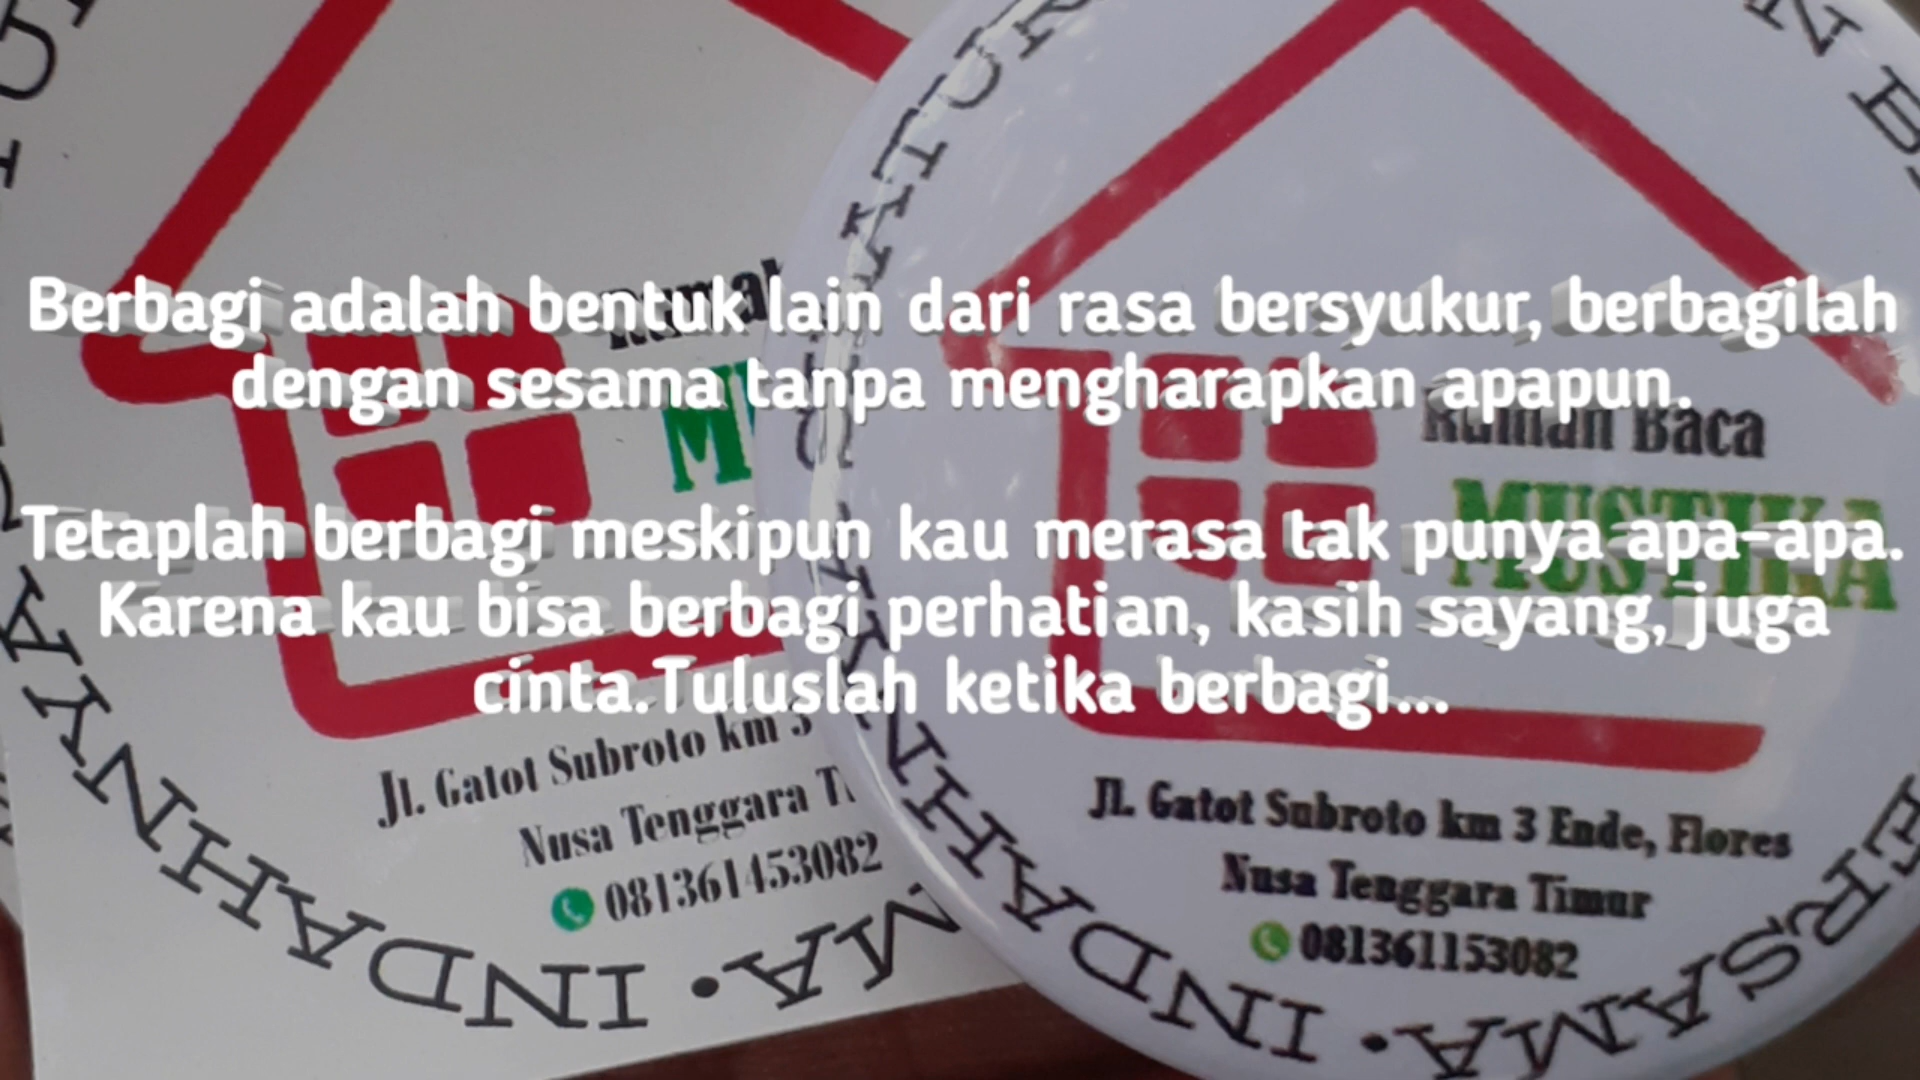 Berbagi adalah bentuk lain dari rasa bersyukur, berbagilah
dengan sesama tanpa mengharapkan apapun.
Tetaplah berbagi meskipun kau merasa tak punya apa-apa.
Karena kau bisa berbagi perhatian, kasih sayang, juga
cinta.Tuluslah ketika berbagi...
Rumah
Jl. Gatot Subroto km 3
Nusa Tenggara
081361453082
INDAHNYA
Rumah Baca
MUSTIKA
Jl. Gatot Subroto km 3 Ende, Flores
Nusa Tenggara Timur
081361153082
ERSAMA • INDAHNYA